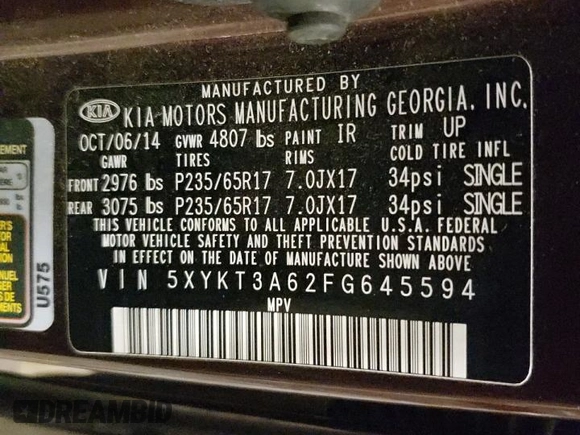 MANUFACTURED BY
KIA KIA MOTORS MANUFACTURING GEORGIA, INC.
OCT/06/14 GVWR 4807 lbs PAINT IR TRIM UP
GAWR TIRES RIMS COLD TIRE INFL
FRONT 2976 lbs P235/65R17 7.0JX17 34psi SINGLE
REAR 3075 lbs P235/65R17 7.0JX17 34psi SINGLE
THIS VEHICLE CONFORMS TO ALL APPLICABLE U.S.A. FEDERAL
MOTOR VEHICLE SAFETY AND THEFT PREVENTION STANDARDS
IN EFFECT ON THE DATE OF MANUFACTURE SHOWN ABOVE.
VIN 5XYKT3A62FG645594
MPV
U575
DREAMBID